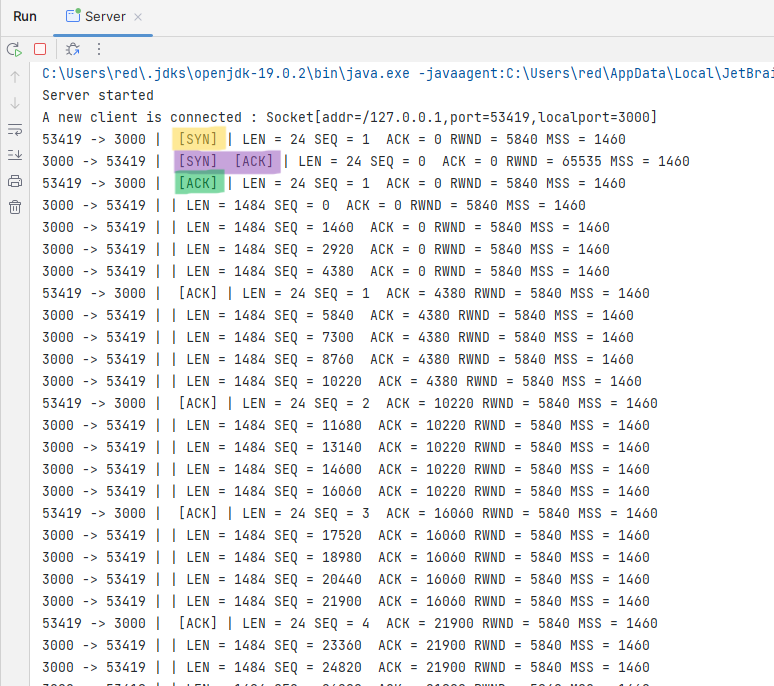 Run Server
C:\Users\red\.jdks\openjdk-19.0.2\bin\java.exe -javaagent:C:\Users\red\AppData\Local\JetBrai
Server started
A new client is connected : Socket[addr=/127.0.0.1,port=53419,localport=3000]
53419 -> 3000 | [SYN] | LEN = 24 SEQ = 1 ACK = 0 RWND = 5840 MSS = 1460
3000 -> 53419 | [SYN] [ACK] | LEN = 24 SEQ = 0 ACK = 0 RWND = 65535 MSS = 1460
53419 -> 3000 | [ACK] | LEN = 24 SEQ = 1 ACK = 0 RWND = 5840 MSS = 1460
3000 -> 53419 | | LEN = 1484 SEQ = 0 ACK = 0 RWND = 5840 MSS = 1460
3000 -> 53419 | | LEN = 1484 SEQ = 1460 ACK = 0 RWND = 5840 MSS = 1460
3000 -> 53419 | | LEN = 1484 SEQ = 2920 ACK = 0 RWND = 5840 MSS = 1460
3000 -> 53419 | | LEN = 1484 SEQ = 4380 ACK = 0 RWND = 5840 MSS = 1460
53419 -> 3000 | [ACK] | LEN = 24 SEQ = 1 ACK = 4380 RWND = 5840 MSS = 1460
3000 -> 53419 | | LEN = 1484 SEQ = 5840 ACK = 4380 RWND = 5840 MSS = 1460
3000 -> 53419 | | LEN = 1484 SEQ = 7300 ACK = 4380 RWND = 5840 MSS = 1460
3000 -> 53419 | | LEN = 1484 SEQ = 8760 ACK = 4380 RWND = 5840 MSS = 1460
3000 -> 53419 | | LEN = 1484 SEQ = 10220 ACK = 4380 RWND = 5840 MSS = 1460
53419 -> 3000 | [ACK] | LEN = 24 SEQ = 2 ACK = 10220 RWND = 5840 MSS = 1460
3000 -> 53419 | | LEN = 1484 SEQ = 11680 ACK = 10220 RWND = 5840 MSS = 1460
3000 -> 53419 | | LEN = 1484 SEQ = 13140 ACK = 10220 RWND = 5840 MSS = 1460
3000 -> 53419 | | LEN = 1484 SEQ = 14600 ACK = 10220 RWND = 5840 MSS = 1460
3000 -> 53419 | | LEN = 1484 SEQ = 16060 ACK = 10220 RWND = 5840 MSS = 1460
53419 -> 3000 | [ACK] | LEN = 24 SEQ = 3 ACK = 16060 RWND = 5840 MSS = 1460
3000 -> 53419 | | LEN = 1484 SEQ = 17520 ACK = 16060 RWND = 5840 MSS = 1460
3000 -> 53419 | | LEN = 1484 SEQ = 18980 ACK = 16060 RWND = 5840 MSS = 1460
3000 -> 53419 | | LEN = 1484 SEQ = 20440 ACK = 16060 RWND = 5840 MSS = 1460
3000 -> 53419 | | LEN = 1484 SEQ = 21900 ACK = 16060 RWND = 5840 MSS = 1460
53419 -> 3000 | [ACK] | LEN = 24 SEQ = 4 ACK = 21900 RWND = 5840 MSS = 1460
3000 -> 53419 | | LEN = 1484 SEQ = 23360 ACK = 21900 RWND = 5840 MSS = 1460
3000 -> 53419 | | LEN = 1484 SEQ = 24820 ACK = 21900 RWND = 5840 MSS = 1460